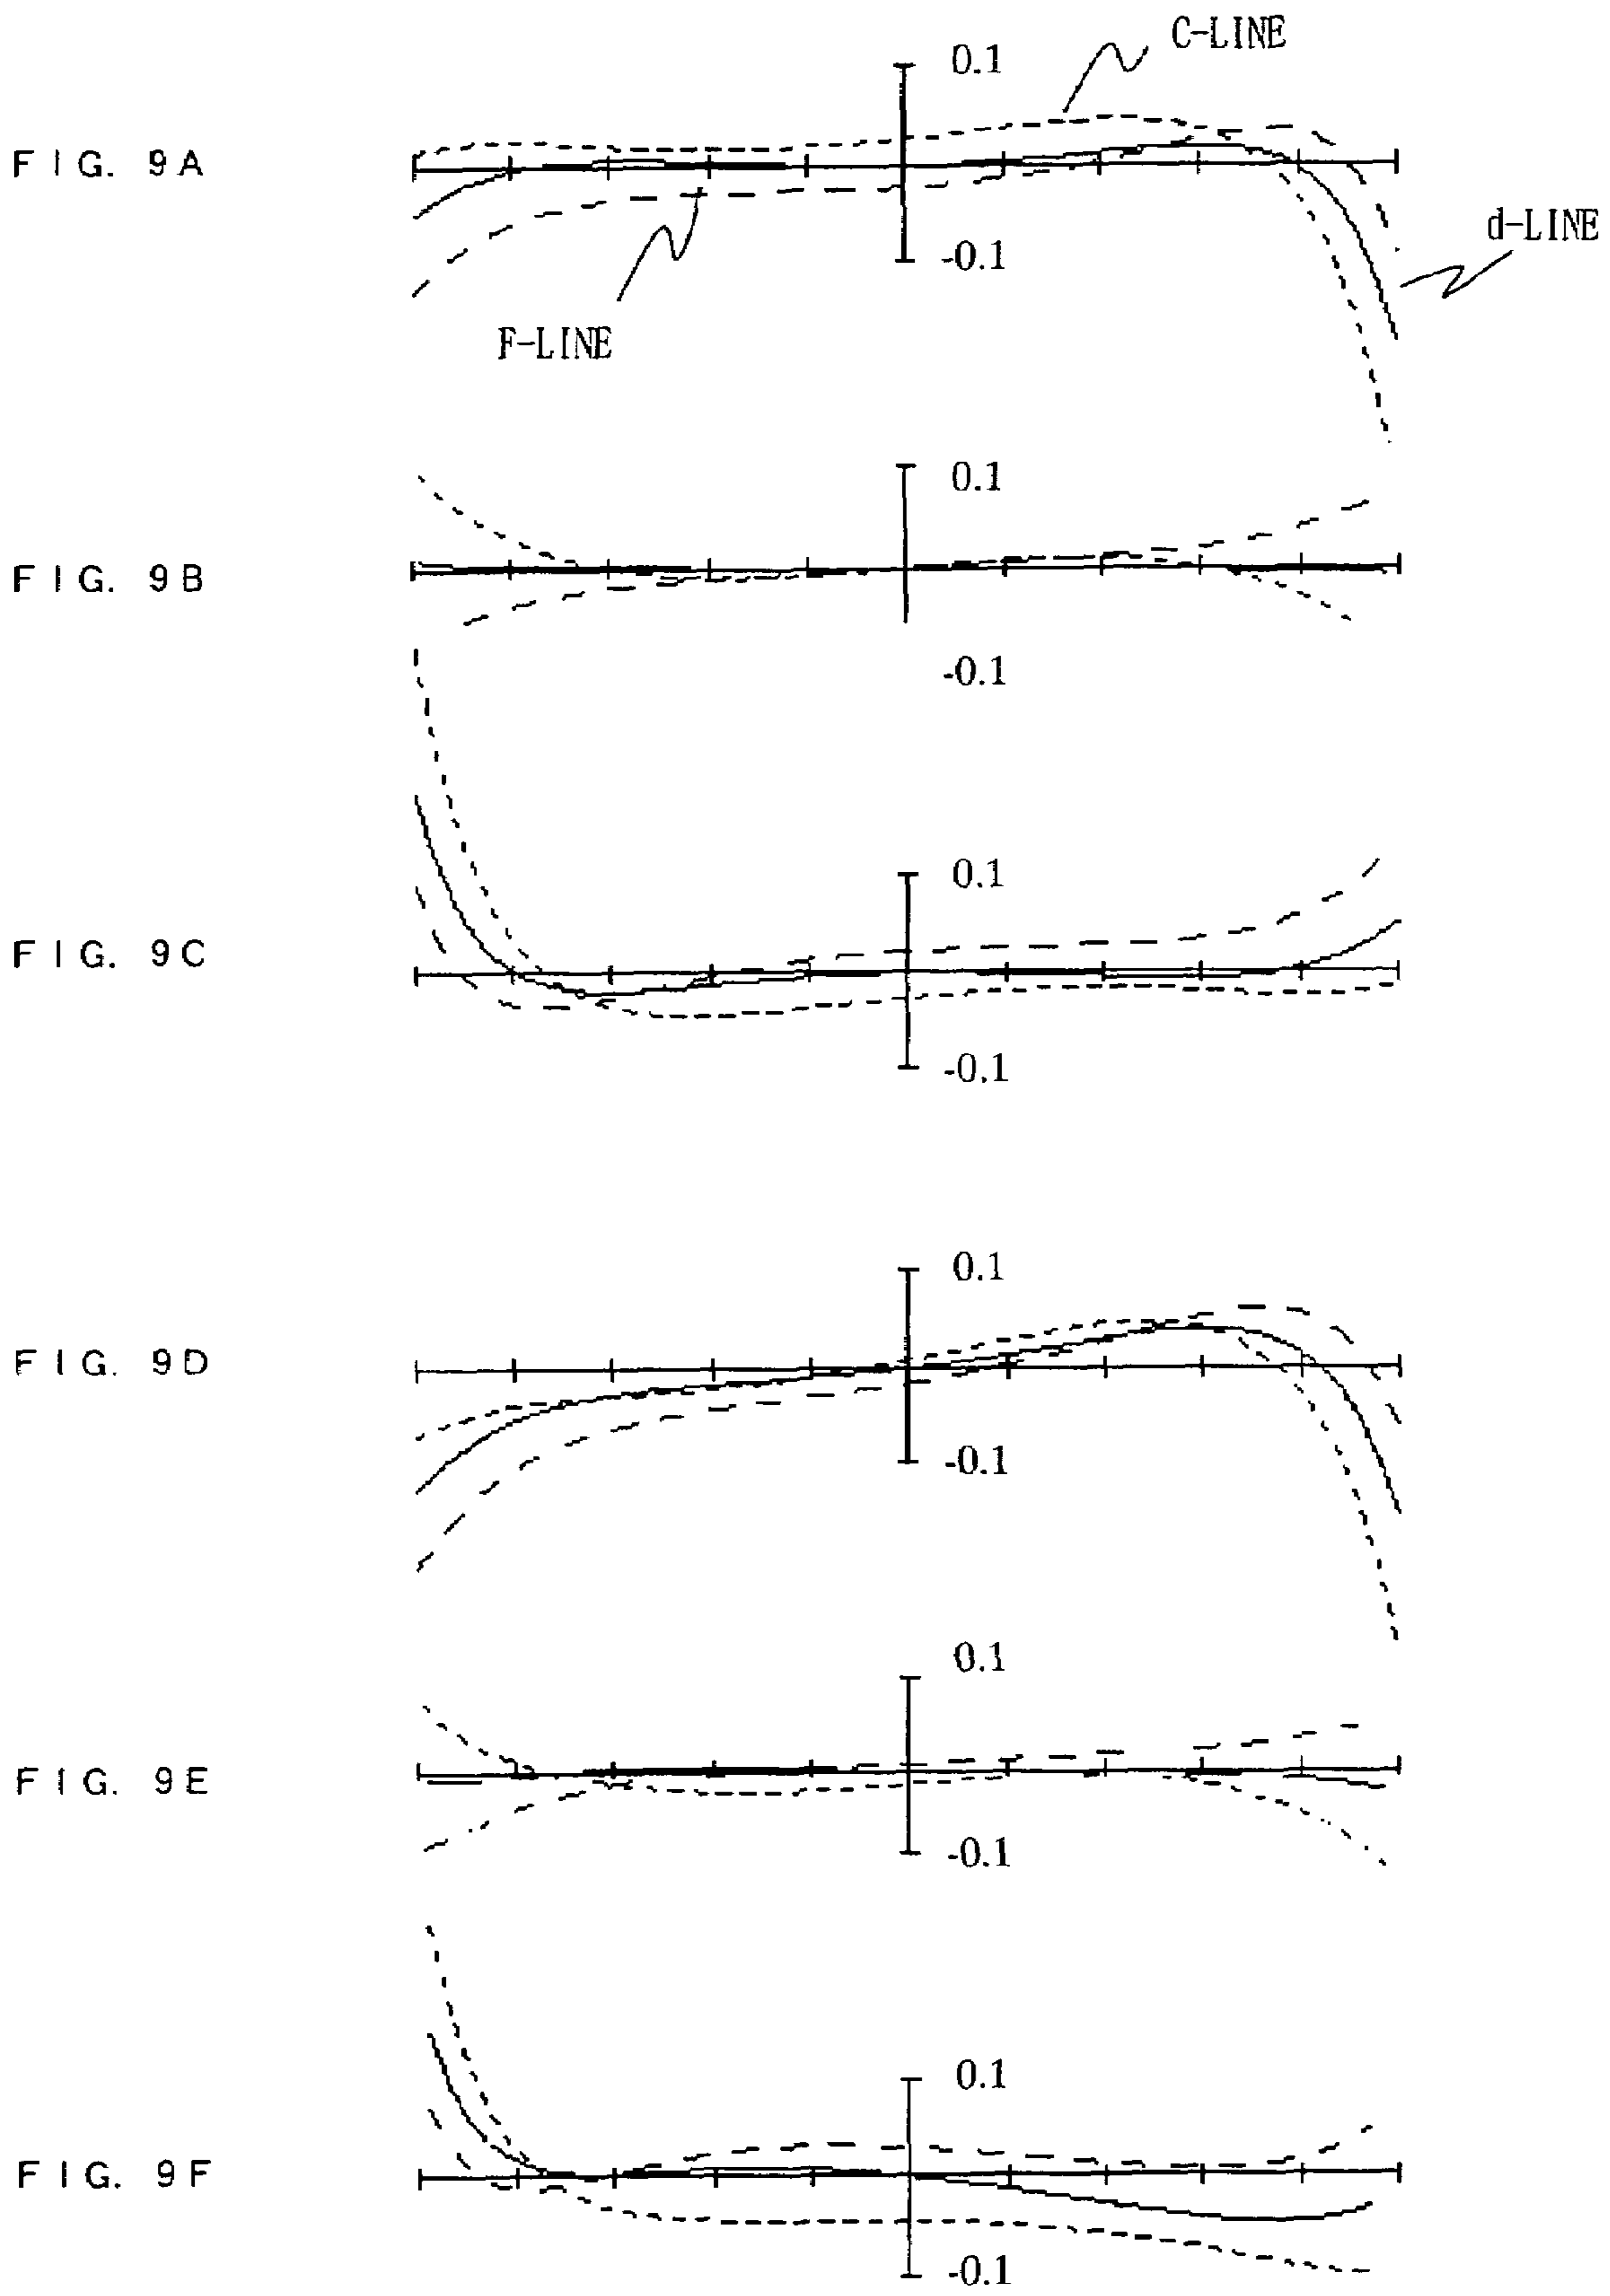 C-LINE
0.1
FIG. 9A
d-LINE
-0.1
F-LINE
0.1
FIG. 9B
-0.1
0.1
FIG. 9C
-0.1
0.1
FIG. 9D
-0.1
0.1
FIG. 9E
-0.1
0.1
FIG. 9F
-0.1